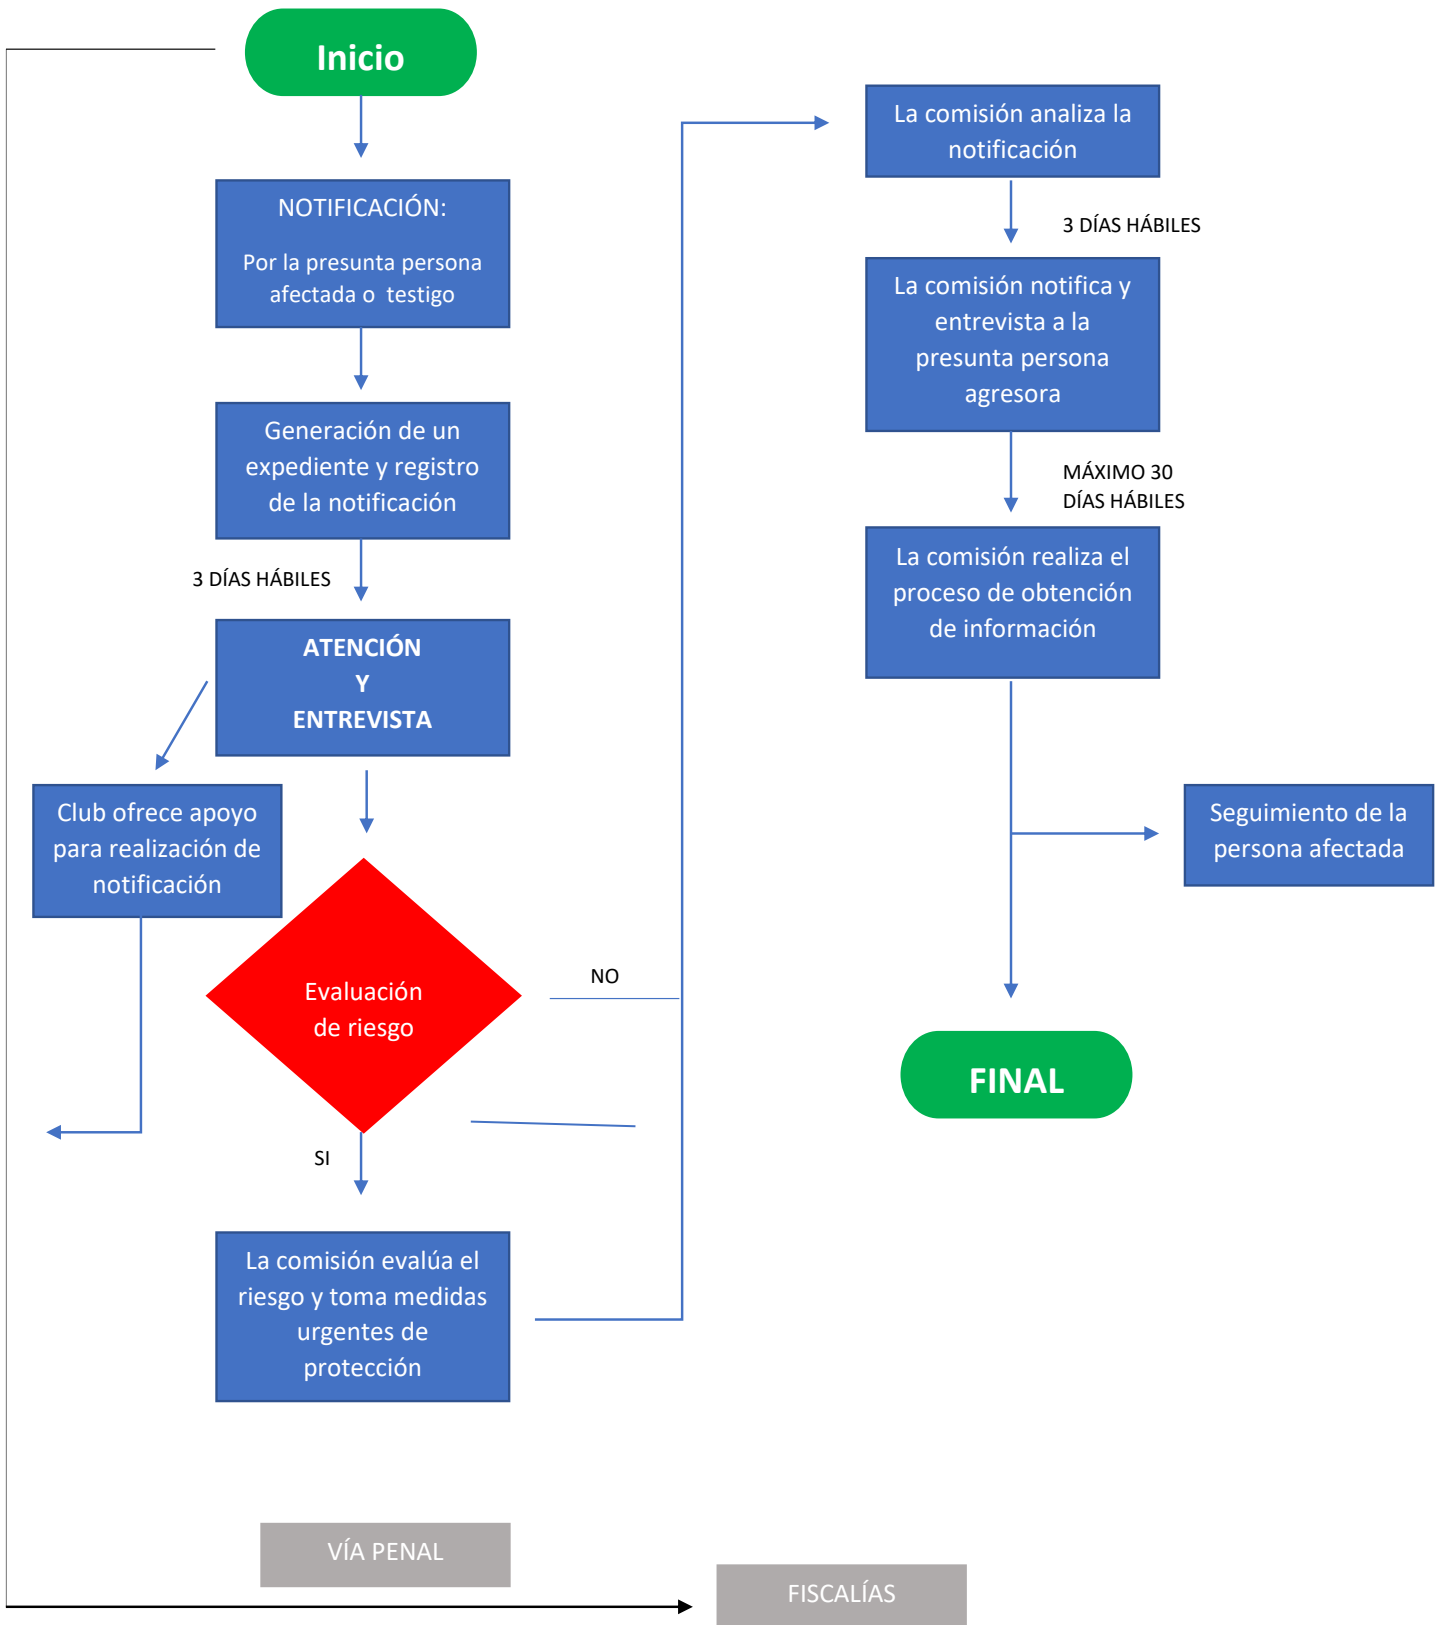 Inicio
NOTIFICACIÓN:
Por la presunta persona
afectada o testigo
Generación de un
expediente y registro
de la notificación
3 DÍAS HÁBILES
ATENCIÓN
Y
ENTREVISTA
Club ofrece apoyo
para realización de
notificación
Evaluación
de riesgo
NO
SI
La comisión evalúa el
riesgo y toma medidas
urgentes de
protección
La comisión analiza la
notificación
3 DÍAS HÁBILES
La comisión notifica y
entrevista a la
presunta persona
agresora
MÁXIMO 30
DÍAS HÁBILES
La comisión realiza el
proceso de obtención
de información
Seguimiento de la
persona afectada
FINAL
VÍA PENAL
FISCALÍAS